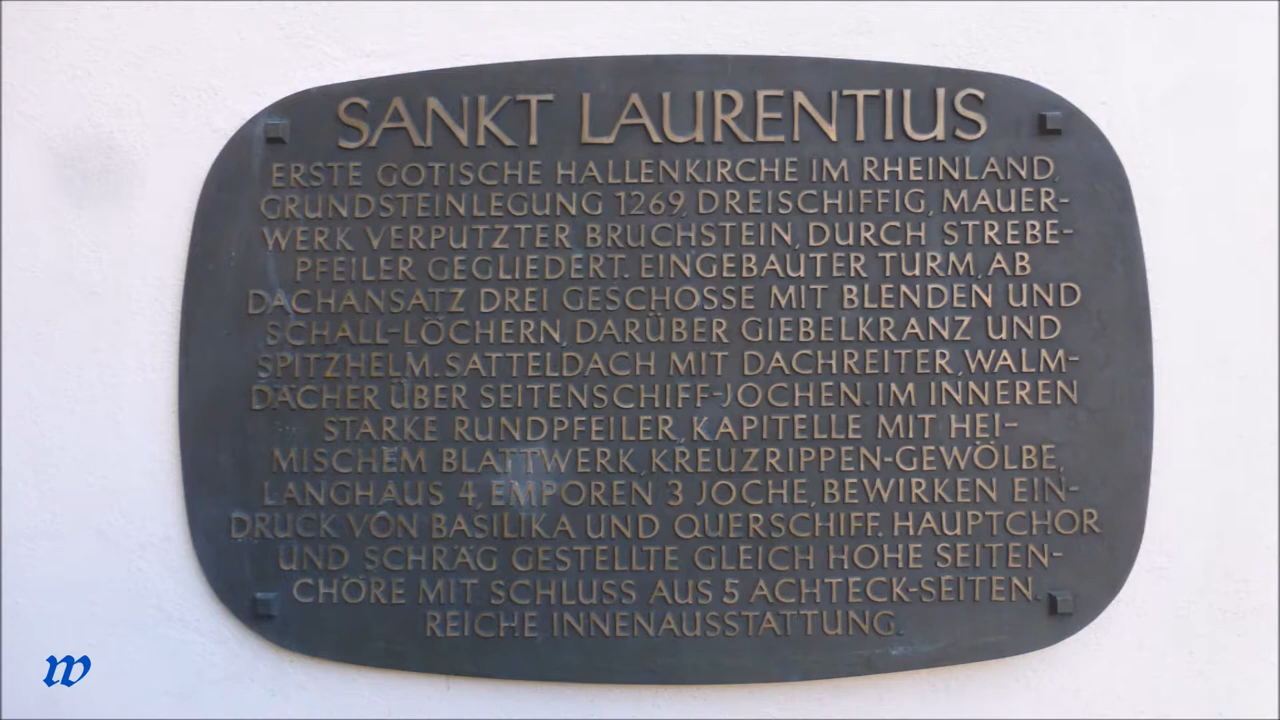 SANKT LAURENTIUS
ERSTE GOTISCHE HALLENKIRCHE IM RHEINLAND,
GRUNDSTEINLEGUNG 1269, DREISCHIFFIG, MAUER-
WERK VERPUTZTER BRUCHSTEIN, DURCH STREBE-
PFEILER GEGLIEDERT. EINGEBAUTER TURM, AB
DACHANSATZ DREI GESCHOSSE MIT BLENDEN UND
SCHALL-LÖCHERN, DARÜBER GIEBELKRANZ UND
SPITZHELM. SATTELDACH MIT DACHREITER, WALM-
DÄCHER ÜBER SEITENSCHIFF-JOCHEN. IM INNEREN
STARKE RUNDPFEILER, KAPITELLE MIT HEI-
MISCHEM BLATTWERK, KREUZRIPPEN-GEWÖLBE,
LANGHAUS 4, EMPOREN 3 JOCHE, BEWIRKEN EIN-
DRUCK VON BASILIKA UND QUERSCHIFF. HAUPTCHOR
UND SCHRÄG GESTELLTE GLEICH HOHE SEITEN-
CHÖRE MIT SCHLUSS AUS 5 ACHTECK-SEITEN.
REICHE INNENAUSSTATTUNG.
w